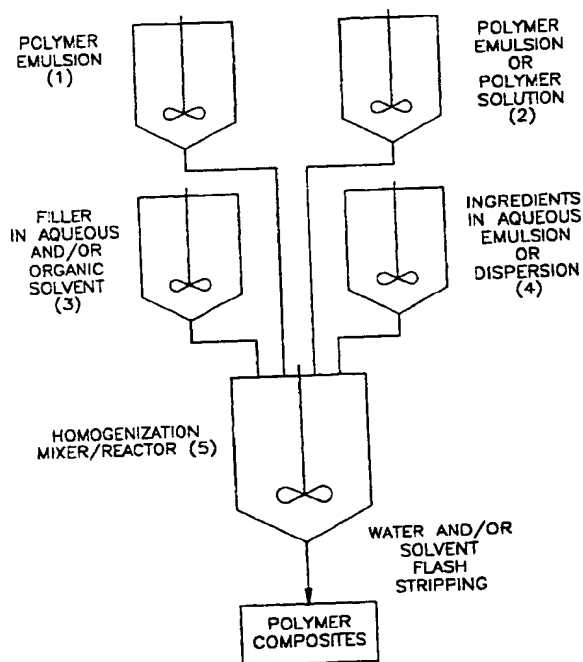 POLYMER
EMULSION
(1)
POLYMER
EMULSION
OR
POLYMER
SOLUTION
(2)
FILLER
IN AQUEOUS
AND/OR
ORGANIC
SOLVENT
(3)
INGREDIENTS
IN AQUEOUS
EMULSION
OR
DISPERSION
(4)
HOMOGENIZATION
MIXER/REACTOR (5)
WATER AND/OR
SOLVENT
FLASH
STRIPPING
POLYMER
COMPOSITES